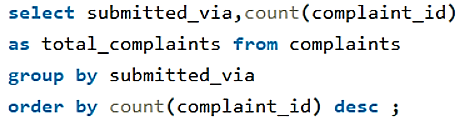 select submitted_via,count(complaint_id)
as total_complaints from complaints
group by submitted_via
order by count(complaint_id) desc ;